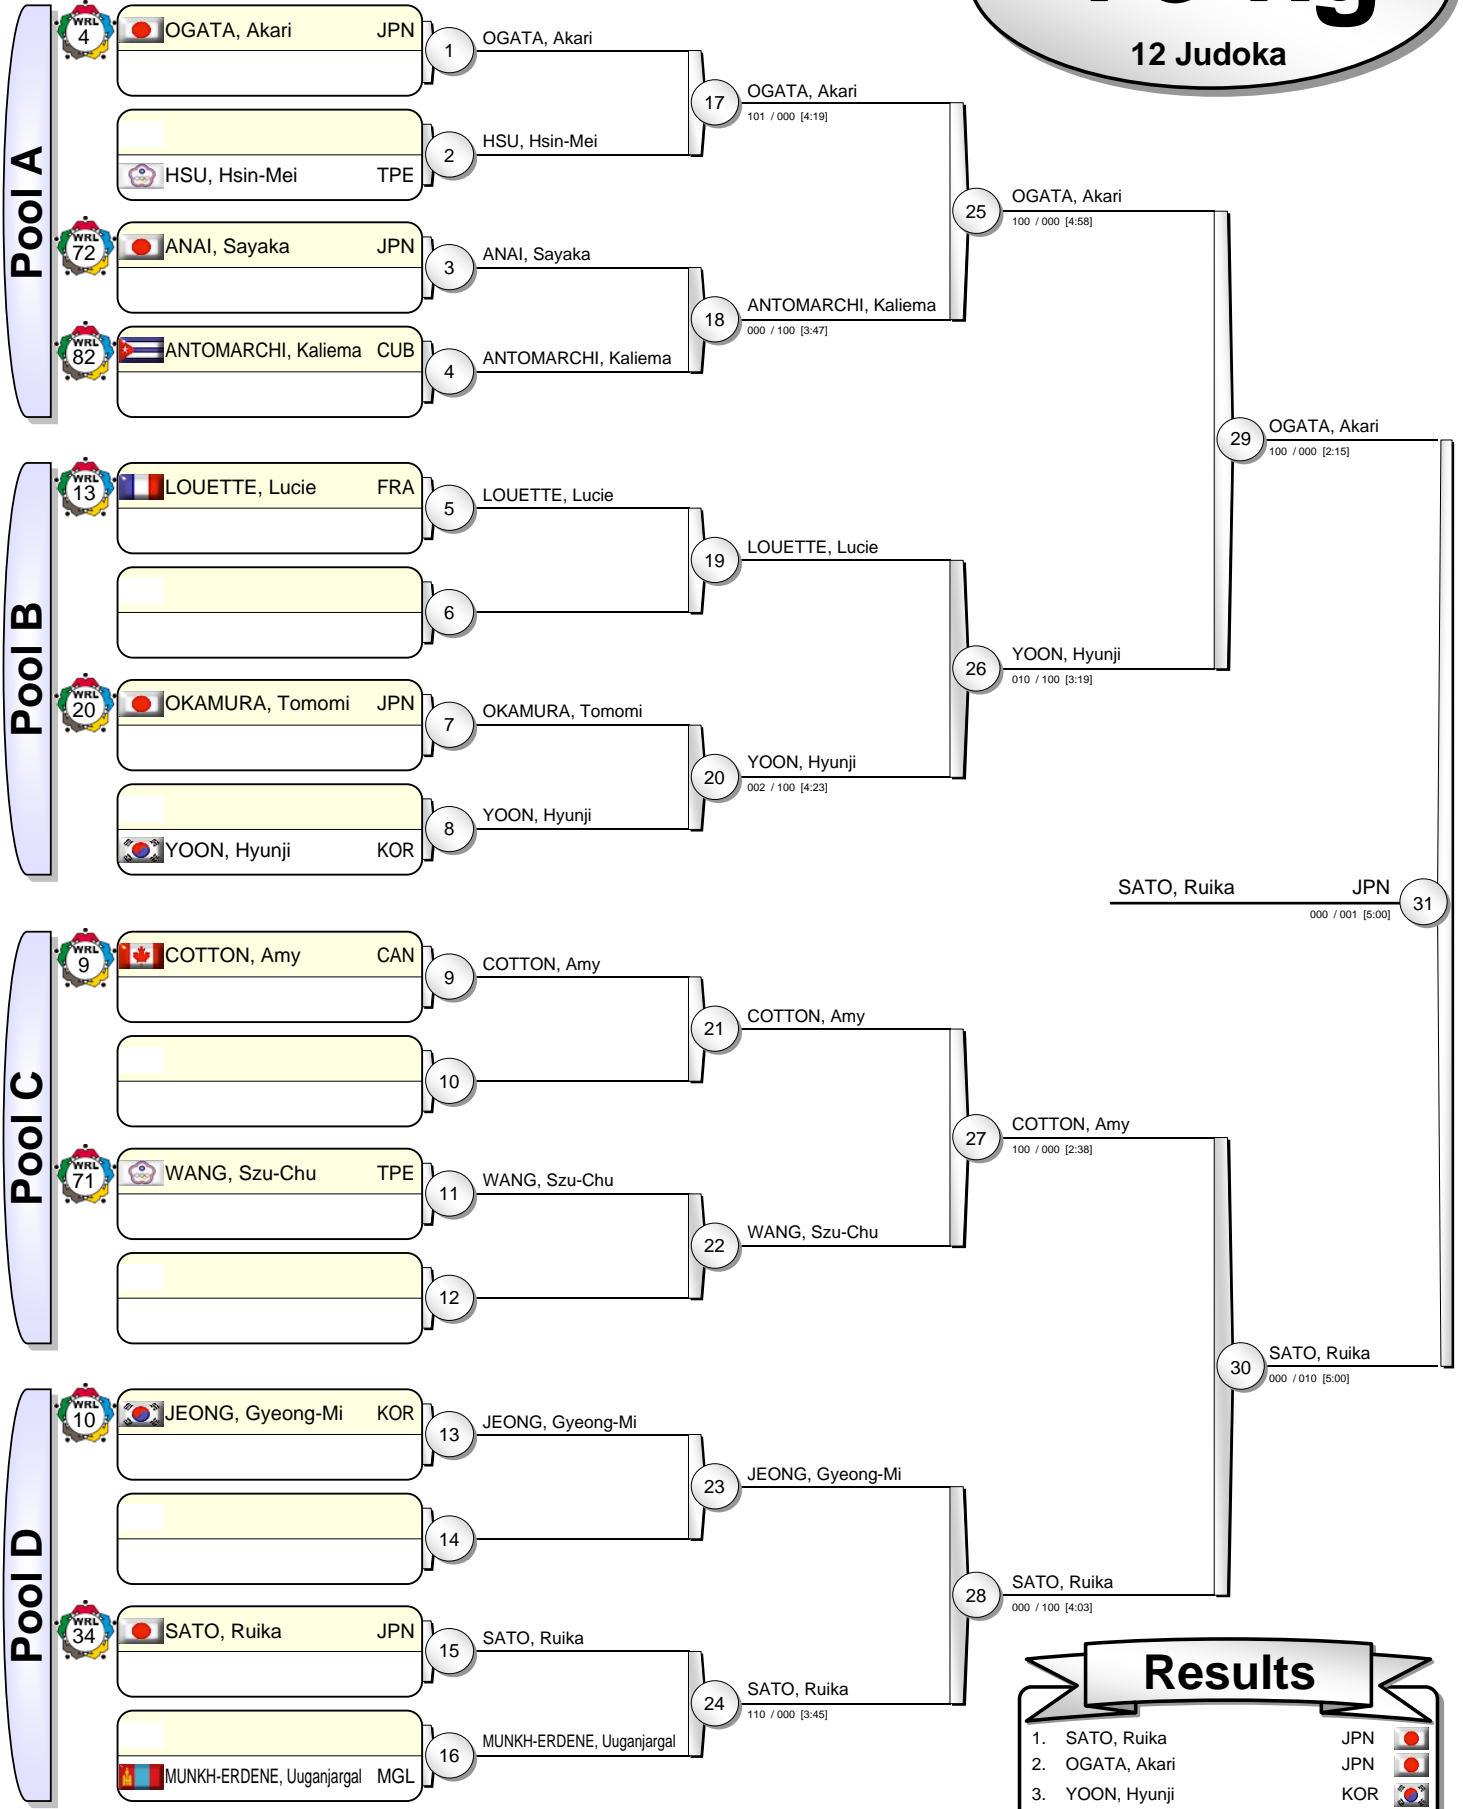 12 Judoka
Pool A
WRL 4
OGATA, Akari JPN
1
OGATA, Akari
HSU, Hsin-Mei TPE
2
HSU, Hsin-Mei
17
OGATA, Akari
101 / 000 [4:19]
WRL 72
ANAI, Sayaka JPN
3
ANAI, Sayaka
WRL 82
ANTOMARCHI, Kaliema CUB
4
ANTOMARCHI, Kaliema
18
ANTOMARCHI, Kaliema
000 / 100 [3:47]
25
OGATA, Akari
100 / 000 [4:58]
Pool B
WRL 13
LOUETTE, Lucie FRA
5
LOUETTE, Lucie
6
19
LOUETTE, Lucie
WRL 20
OKAMURA, Tomomi JPN
7
OKAMURA, Tomomi
YOON, Hyunji KOR
8
YOON, Hyunji
20
YOON, Hyunji
002 / 100 [4:23]
26
YOON, Hyunji
010 / 100 [3:19]
29
OGATA, Akari
100 / 000 [2:15]
Pool C
WRL 9
COTTON, Amy CAN
9
COTTON, Amy
10
21
COTTON, Amy
WRL 71
WANG, Szu-Chu TPE
11
WANG, Szu-Chu
12
22
WANG, Szu-Chu
27
COTTON, Amy
100 / 000 [2:38]
Pool D
WRL 10
JEONG, Gyeong-Mi KOR
13
JEONG, Gyeong-Mi
14
23
JEONG, Gyeong-Mi
WRL 34
SATO, Ruika JPN
15
SATO, Ruika
MUNKH-ERDENE, Uuganjargal MGL
16
MUNKH-ERDENE, Uuganjargal
24
SATO, Ruika
110 / 000 [3:45]
28
SATO, Ruika
000 / 100 [4:03]
30
SATO, Ruika
000 / 010 [5:00]
SATO, Ruika JPN
31
000 / 001 [5:00]
Results
1. SATO, Ruika JPN
2. OGATA, Akari JPN
3. YOON, Hyunji KOR